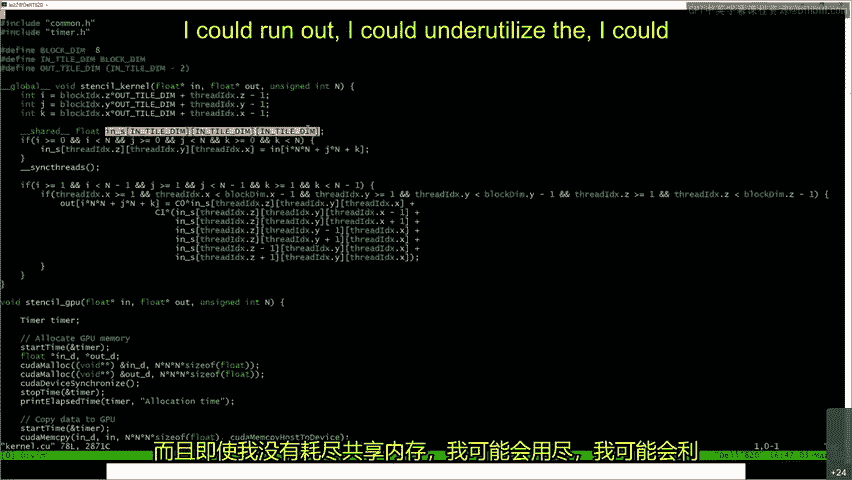 I could run out, I could underutilize the, I could
#include "common.h"
#include "timer.h"
#define BLOCK_DIM 8
#define IN_TILE_DIM BLOCK_DIM
#define OUT_TILE_DIM (IN_TILE_DIM - 2)
__global__ void stencil_kernel(float* in, float* out, unsigned int N) {
int i = blockIdx.z*OUT_TILE_DIM + threadIdx.z - 1;
int j = blockIdx.y*OUT_TILE_DIM + threadIdx.y - 1;
int k = blockIdx.x*OUT_TILE_DIM + threadIdx.x - 1;
__shared__ float in_s[IN_TILE_DIM][IN_TILE_DIM][IN_TILE_DIM];
if(i >= 0 && i < N && j >= 0 && j < N && k >= 0 && k < N) {
in_s[threadIdx.z][threadIdx.y][threadIdx.x] = in[i*N*N + j*N + k];
}
__syncthreads();
if(i >= 1 && i < N - 1 && j >= 1 && j < N - 1 && k >= 1 && k < N - 1) {
if(threadIdx.x >= 1 && threadIdx.x < blockDim.x - 1 && threadIdx.y >= 1 && threadIdx.y < blockDim.y - 1 && threadIdx.z >= 1 && threadIdx.z < blockDim.z - 1) {
out[i*N*N + j*N + k] = C0*in_s[threadIdx.z][threadIdx.y][threadIdx.x] +
C1*(in_s[threadIdx.z][threadIdx.y][threadIdx.x - 1] +
in_s[threadIdx.z][threadIdx.y][threadIdx.x + 1] +
in_s[threadIdx.z][threadIdx.y - 1][threadIdx.x] +
in_s[threadIdx.z][threadIdx.y + 1][threadIdx.x] +
in_s[threadIdx.z - 1][threadIdx.y][threadIdx.x] +
in_s[threadIdx.z + 1][threadIdx.y][threadIdx.x]);
}
}
}
void stencil_gpu(float* in, float* out, unsigned int N) {
Timer timer;
// Allocate GPU memory
startTime(&timer);
float *in_d, *out_d;
cudaMalloc((void**) &in_d, N*N*N*sizeof(float));
cudaMalloc((void**) &out_d, N*N*N*sizeof(float));
cudaDeviceSynchronize();
stopTime(&timer);
printElapsedTime(timer, "Allocation time");
// Copy data to GPU
startTime(&timer);
cudaMemcpy(in_d, in, N*N*N*sizeof(float), cudaMemcpyHostToDevice);
"kernel.cu" 78L, 2871C
1,0-1
而且即使我没有耗尽共享内存，我可能会用尽，我可能会利
+24